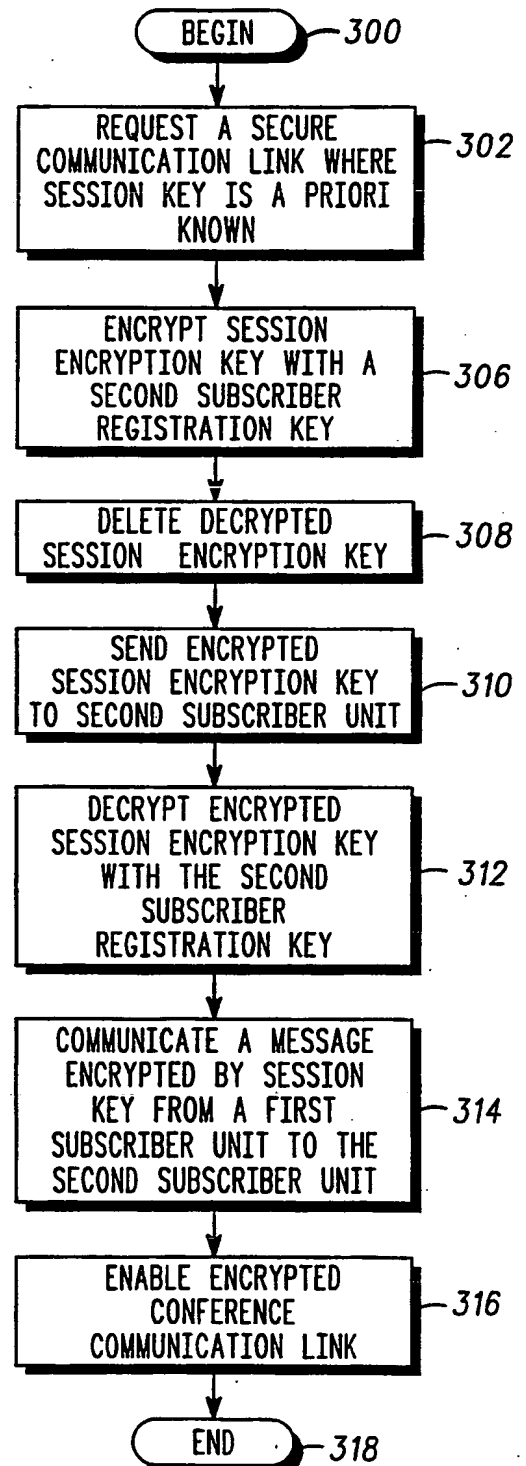 BEGIN
300
REQUEST A SECURE
COMMUNICATION LINK WHERE
SESSION KEY IS A PRIORI
KNOWN
302
ENCRYPT SESSION
ENCRYPTION KEY WITH A
SECOND SUBSCRIBER
REGISTRATION KEY
306
DELETE DECRYPTED
SESSION ENCRYPTION KEY
308
SEND ENCRYPTED
SESSION ENCRYPTION KEY
TO SECOND SUBSCRIBER UNIT
310
DECRYPT ENCRYPTED
SESSION ENCRYPTION KEY
WITH THE SECOND
SUBSCRIBER
REGISTRATION KEY
312
COMMUNICATE A MESSAGE
ENCRYPTED BY SESSION
KEY FROM A FIRST
SUBSCRIBER UNIT TO THE
SECOND SUBSCRIBER UNIT
314
ENABLE ENCRYPTED
CONFERENCE
COMMUNICATION LINK
316
END
318